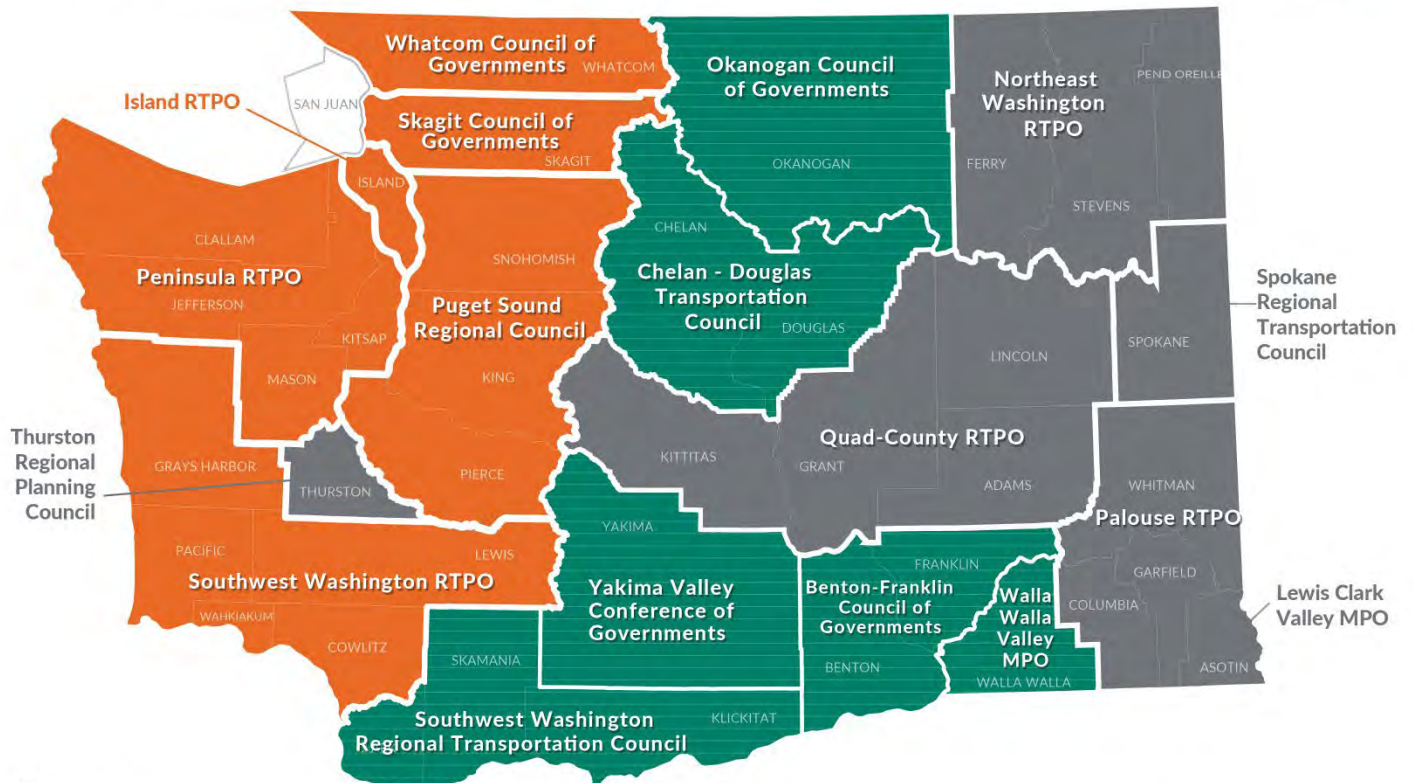 Whatcom Council of
Governments
WHATCOM
Okanogan Council
of Governments
Northeast
Washington
RTPO
PEND OREILLE
SAN JUAN
Island RTPO
Skagit Council of
Governments
SKAGIT
OKANOGAN
FERRY
STEVENS
ISLAND
CLALLAM
CHELAN
SNOHOMISH
Peninsula RTPO
JEFFERSON
Puget Sound
Regional Council
Chelan - Douglas
Transportation
Council
DOUGLAS
KITSAP
MASON
KING
LINCOLN
SPOKANE
Spokane
Regional
Transportation
Council
Thurston
Regional
Planning
Council
GRAYS HARBOR
THURSTON
PIERCE
KITTITAS
Quad-County RTPO
GRANT
ADAMS
WHITMAN
Palouse RTPO
YAKIMA
PACIFIC
LEWIS
Southwest Washington RTPO
WAHKIAKUM
COWLITZ
Yakima Valley
Conference of
Governments
FRANKLIN
Benton-Franklin
Council of
Governments
BENTON
Walla
Walla
Valley
MPO
WALLA WALLA
GARFIELD
COLUMBIA
ASOTIN
Lewis Clark
Valley MPO
SKAMANIA
KLICKITAT
Southwest Washington
Regional Transportation Council